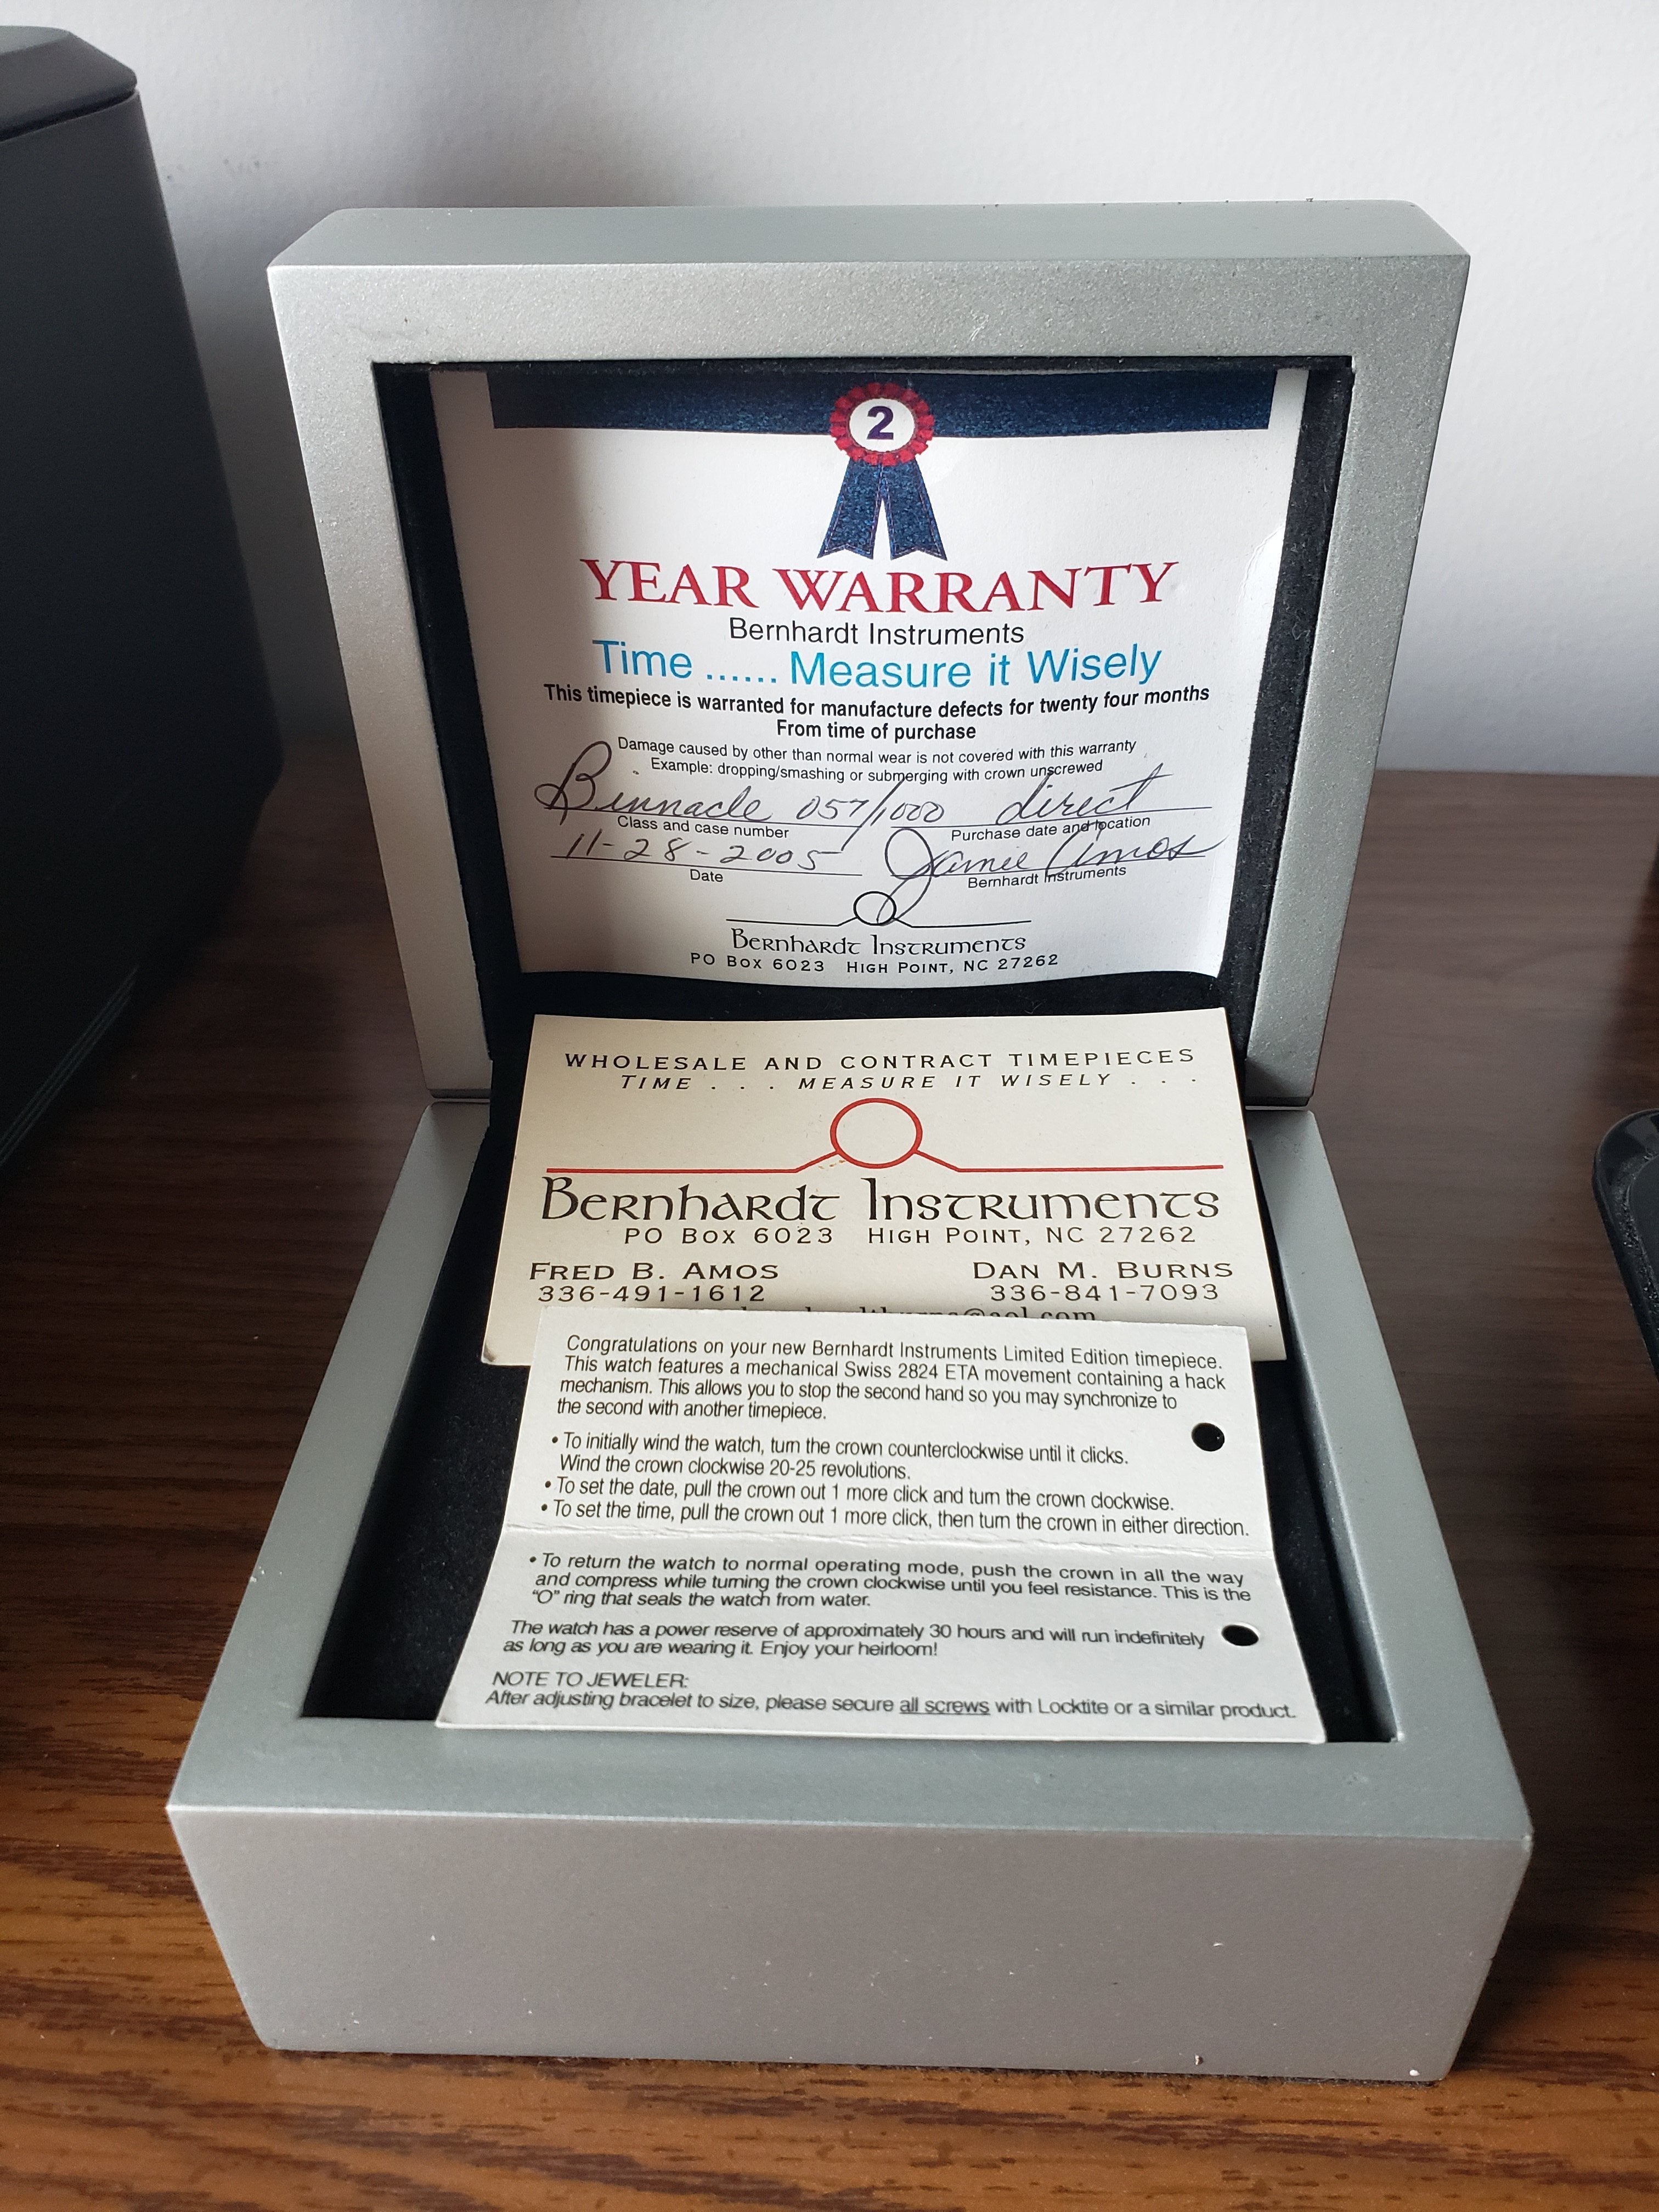 2
YEAR WARRANTY
Bernhardt Instruments
Time ...... Measure it Wisely
This timepiece is warranted for manufacture defects for twenty four months
From time of purchase
Damage caused by other than normal wear is not covered with this warranty
Example: dropping/smashing or submerging with crown unscrewed
Binnacle 057/1000 direct
Class and case number Purchase date and location
11-28-2005 Jamie Amos
Date Bernhardt Instruments
Bernhardt Instruments
PO Box 6023 High Point, NC 27262
WHOLESALE AND CONTRACT TIMEPIECES
TIME . . . MEASURE IT WISELY . . .
Bernhardt Instruments
PO Box 6023 High Point, NC 27262
Fred B. Amos Dan M. Burns
336-491-1612 336-841-7093
Congratulations on your new Bernhardt Instruments Limited Edition timepiece.
This watch features a mechanical Swiss 2824 ETA movement containing a hack
mechanism. This allows you to stop the second hand so you may synchronize to
the second with another timepiece.
• To initially wind the watch, turn the crown counterclockwise until it clicks.
Wind the crown clockwise 20-25 revolutions.
• To set the date, pull the crown out 1 more click and turn the crown clockwise.
• To set the time, pull the crown out 1 more click, then turn the crown in either direction.
• To return the watch to normal operating mode, push the crown in all the way
and compress while turning the crown clockwise until you feel resistance. This is the
“O” ring that seals the watch from water.
The watch has a power reserve of approximately 30 hours and will run indefinitely
as long as you are wearing it. Enjoy your heirloom!
NOTE TO JEWELER:
After adjusting bracelet to size, please secure all screws with Locktite or a similar product.